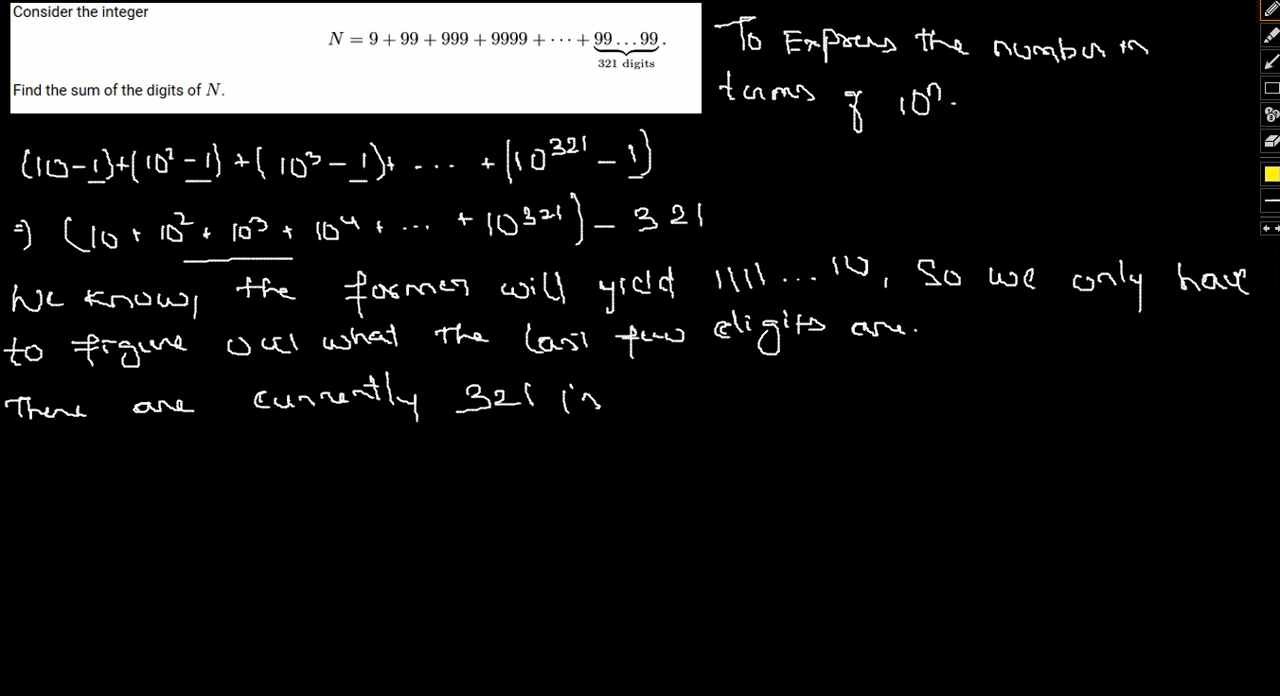 Consider the integer
N = 9 + 99 + 999 + 9999 + ⋯ + 99…99.
321 digits
Find the sum of the digits of N.
To Express the number in
terms of 10ⁿ.
(10-1)+(10²-1)+(10³-1)+ ... +(10³²¹-1)
⇒ (10 + 10² + 10³ + 10⁴ + ... + 10³²¹) - 321
We know, the former will yield 1111...10, So we only have
to figure out what the last few digits are.
There are currently 321 1's